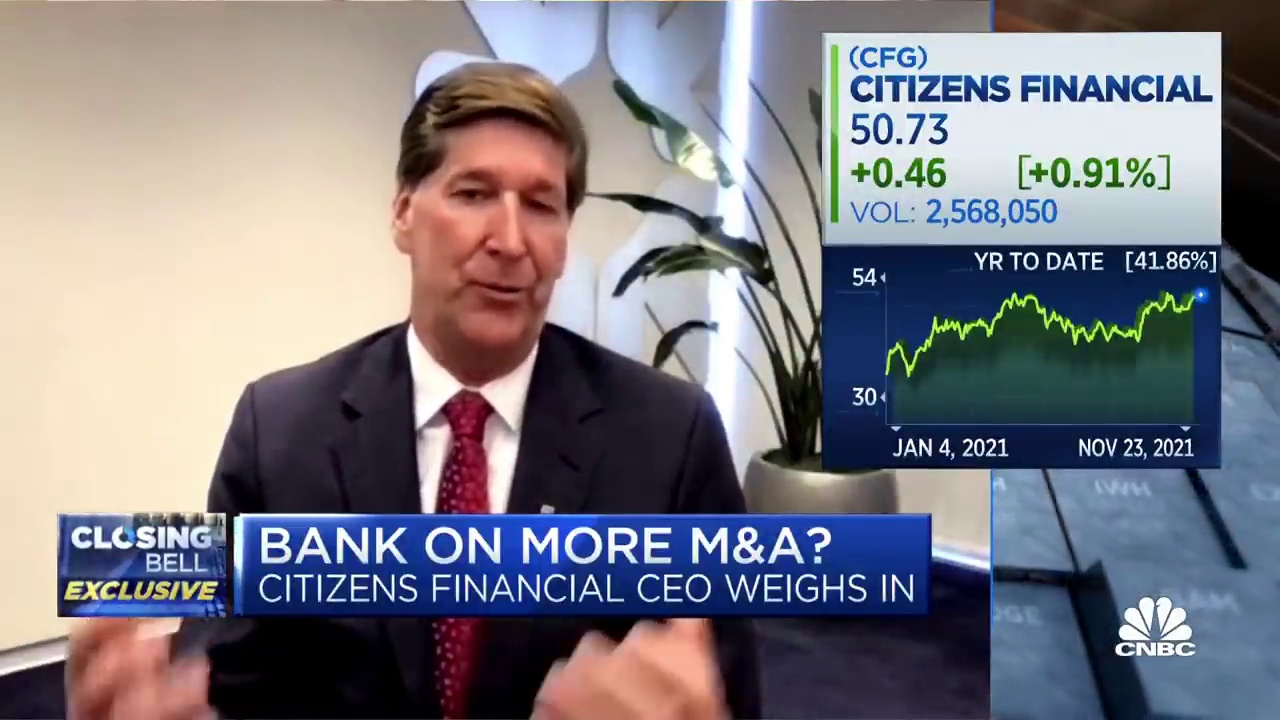 (CFG)
CITIZENS FINANCIAL
50.73
+0.46 [+0.91%]
VOL: 2,568,050
YR TO DATE [41.86%]
54
30
JAN 4, 2021 NOV 23, 2021
CLOSING
BELL
EXCLUSIVE
BANK ON MORE M&A?
CITIZENS FINANCIAL CEO WEIGHS IN
CNBC